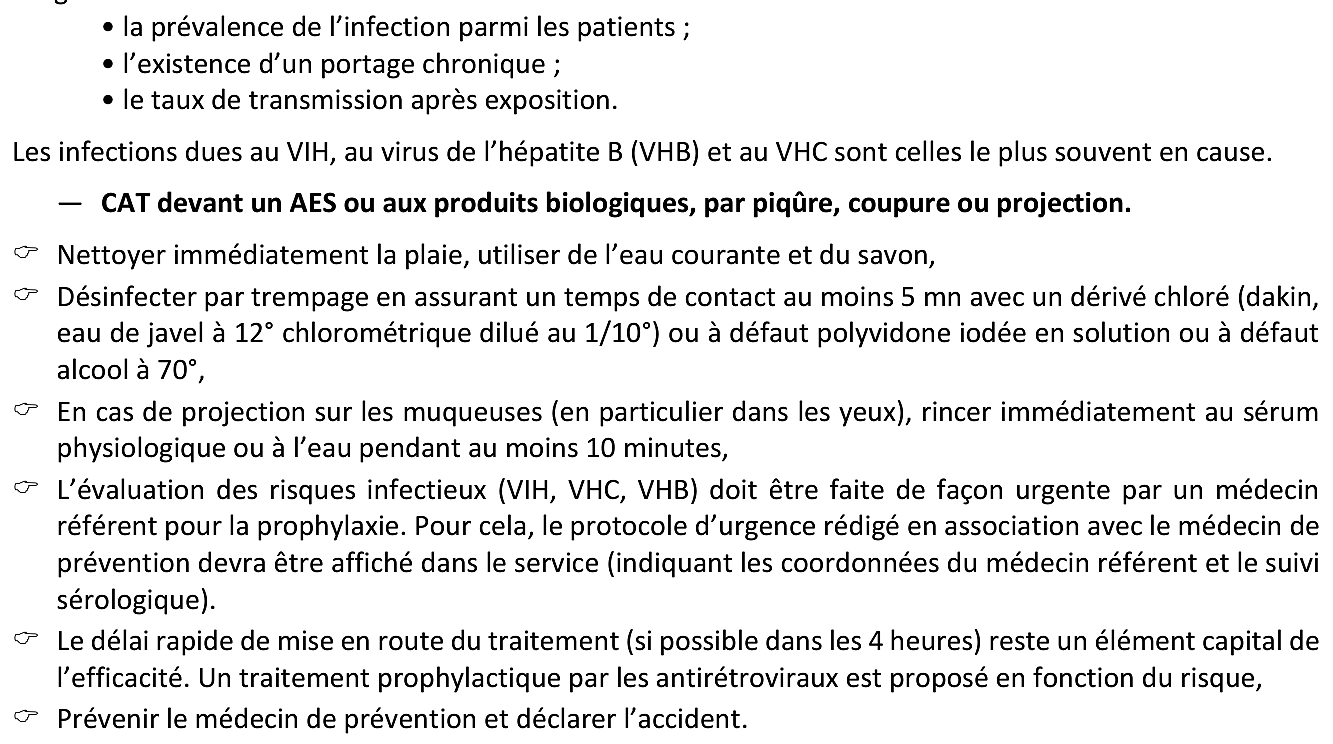 • la prévalence de l'infection parmi les patients ;
• l'existence d'un portage chronique ;
• le taux de transmission après exposition.
Les infections dues au VIH, au virus de l'hépatite B (VHB) et au VHC sont celles le plus souvent en cause.
— CAT devant un AES ou aux produits biologiques, par piqûre, coupure ou projection.
☞ Nettoyer immédiatement la plaie, utiliser de l'eau courante et du savon,
☞ Désinfecter par trempage en assurant un temps de contact au moins 5 mn avec un dérivé chloré (dakin,
eau de javel à 12° chlorométrique dilué au 1/10°) ou à défaut polyvidone iodée en solution ou à défaut
alcool à 70°,
☞ En cas de projection sur les muqueuses (en particulier dans les yeux), rincer immédiatement au sérum
physiologique ou à l'eau pendant au moins 10 minutes,
☞ L'évaluation des risques infectieux (VIH, VHC, VHB) doit être faite de façon urgente par un médecin
référent pour la prophylaxie. Pour cela, le protocole d'urgence rédigé en association avec le médecin de
prévention devra être affiché dans le service (indiquant les coordonnées du médecin référent et le suivi
sérologique).
☞ Le délai rapide de mise en route du traitement (si possible dans les 4 heures) reste un élément capital de
l'efficacité. Un traitement prophylactique par les antirétroviraux est proposé en fonction du risque,
☞ Prévenir le médecin de prévention et déclarer l'accident.